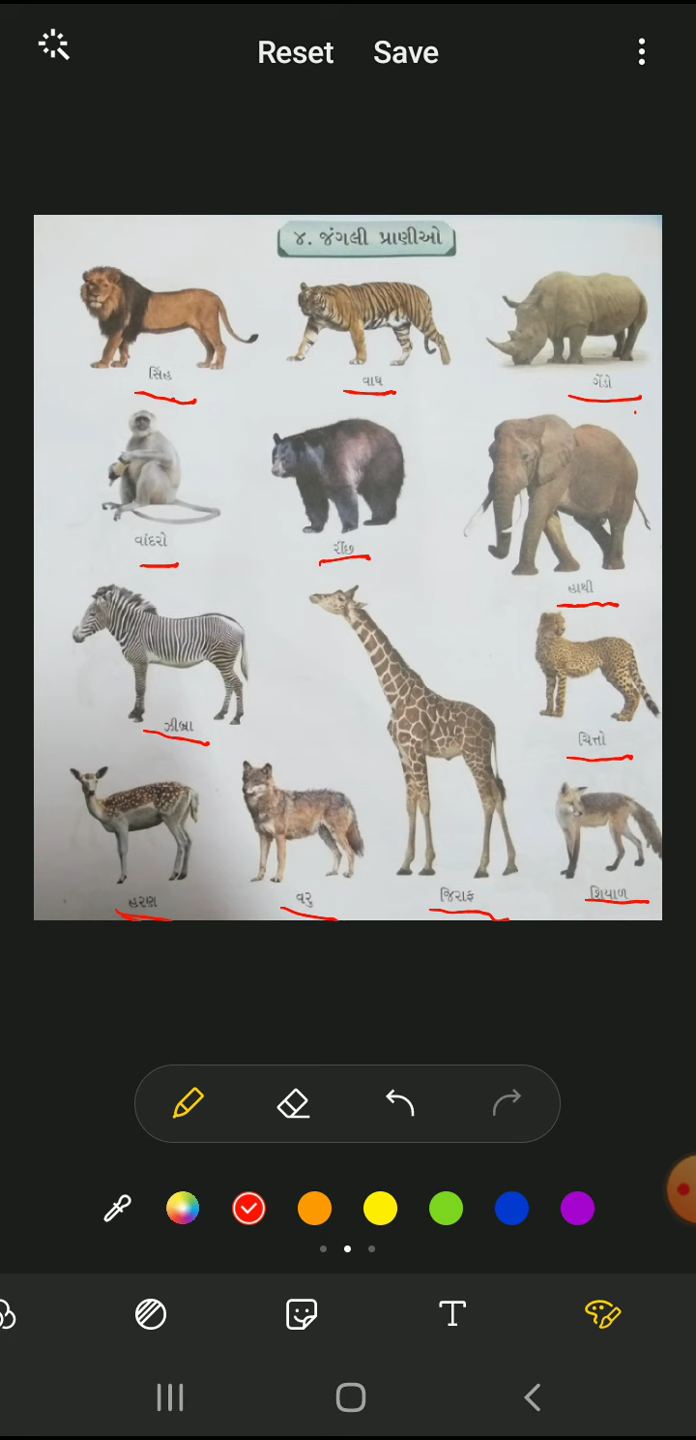 Reset Save
૪. જંગલી પ્રાણીઓ
સિંહ વાઘ ગેંડો
વાંદરો રીંછ હાથી
ઝીબ્રા ચિત્તો
હરણ વરુ જિરાફ શિયાળ
T